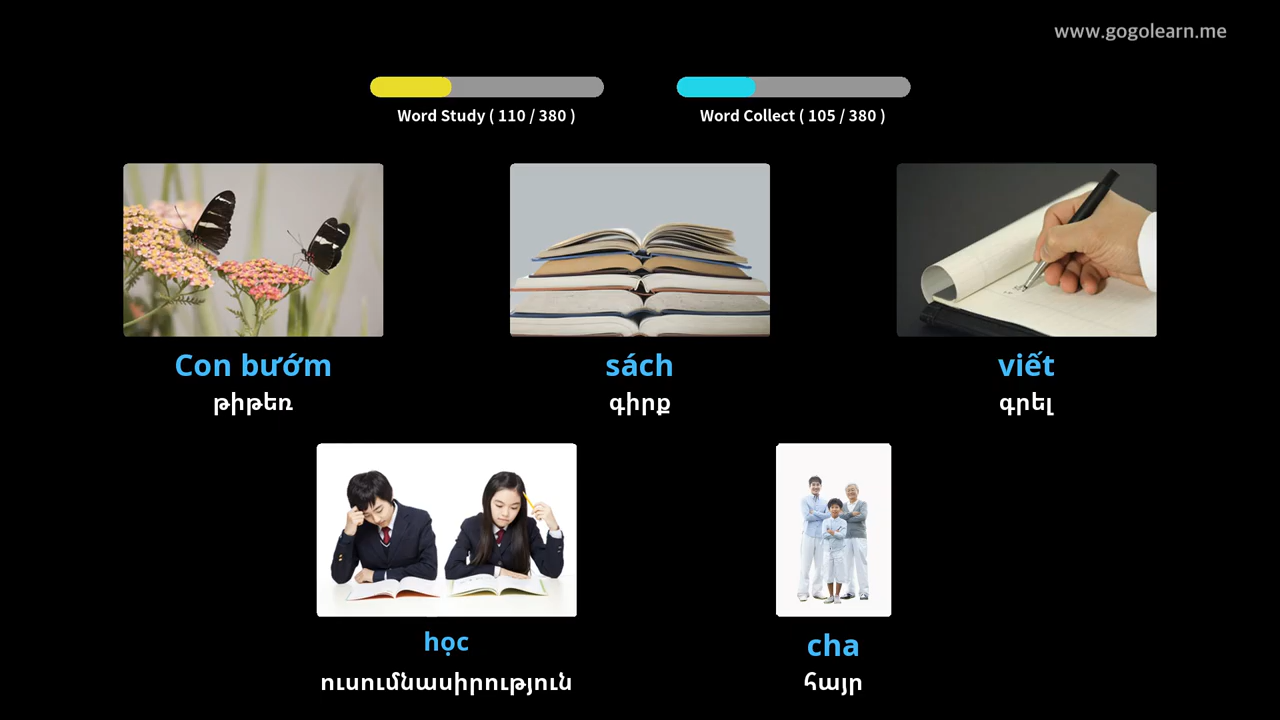 www.gogolearn.me
Word Study ( 110 / 380 )
Word Collect ( 105 / 380 )
Con bướm
թիթեռ
sách
գիրք
viết
գրել
học
ուսումնասիրություն
cha
հայր